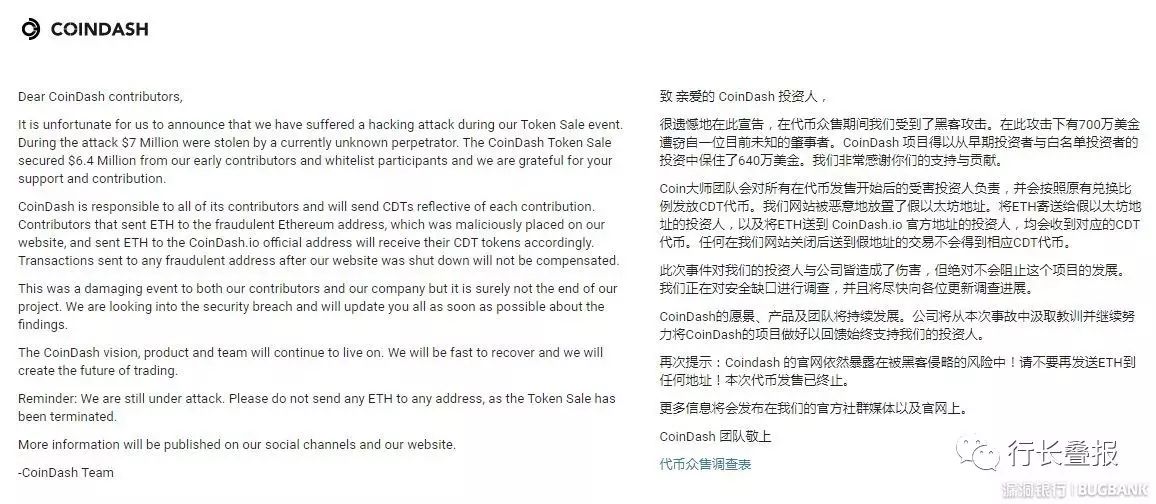 COINDASH
Dear CoinDash contributors,
It is unfortunate for us to announce that we have suffered a hacking attack during our Token Sale event.
During the attack $7 Million were stolen by a currently unknown perpetrator. The CoinDash Token Sale
secured $6.4 Million from our early contributors and whitelist participants and we are grateful for your
support and contribution.
CoinDash is responsible to all of its contributors and will send CDTs reflective of each contribution.
Contributors that sent ETH to the fraudulent Ethereum address, which was maliciously placed on our
website, and sent ETH to the CoinDash.io official address will receive their CDT tokens accordingly.
Transactions sent to any fraudulent address after our website was shut down will not be compensated.
This was a damaging event to both our contributors and our company but it is surely not the end of our
project. We are looking into the security breach and will update you all as soon as possible about the
findings.
The CoinDash vision, product and team will continue to live on. We will be fast to recover and we will
create the future of trading.
Reminder: We are still under attack. Please do not send any ETH to any address, as the Token Sale has
been terminated.
More information will be published on our social channels and our website.
-CoinDash Team
致 亲爱的 CoinDash 投资人，
很遗憾地在此宣告，在代币众售期间我们受到了黑客攻击。在此攻击下有700万美金
遭窃自一位目前未知的肇事者。CoinDash 项目得以从早期投资者与白名单投资者的
投资中保住了640万美金。我们非常感谢你们的支持与贡献。
Coin大师团队会对所有在代币发售开始后的受害投资人负责，并会按照原有兑换比
例发放CDT代币。我们网站被恶意地放置了假以太坊地址。将ETH寄送给假以太坊地
址的投资人，以及将ETH送到 CoinDash.io 官方地址的投资人，均会收到对应的CDT
代币。任何在我们网站关闭后送到假地址的交易不会得到相应CDT代币。
此次事件对我们的投资人与公司皆造成了伤害，但绝对不会阻止这个项目的发展。
我们正在对安全缺口进行调查，并且将尽快向各位更新调查进展。
CoinDash的愿景、产品及团队将持续发展。公司将从本次事故中汲取教训并继续努
力将CoinDash的项目做好以回馈始终支持我们的投资人。
再次提示：Coindash 的官网依然暴露在被黑客侵略的风险中！请不要再发送ETH到
任何地址！本次代币发售已终止。
更多信息将会发布在我们的官方社群媒体以及官网上。
CoinDash 团队敬上
代币众售调查表
行长叠报
漏洞银行 | BUGBANK